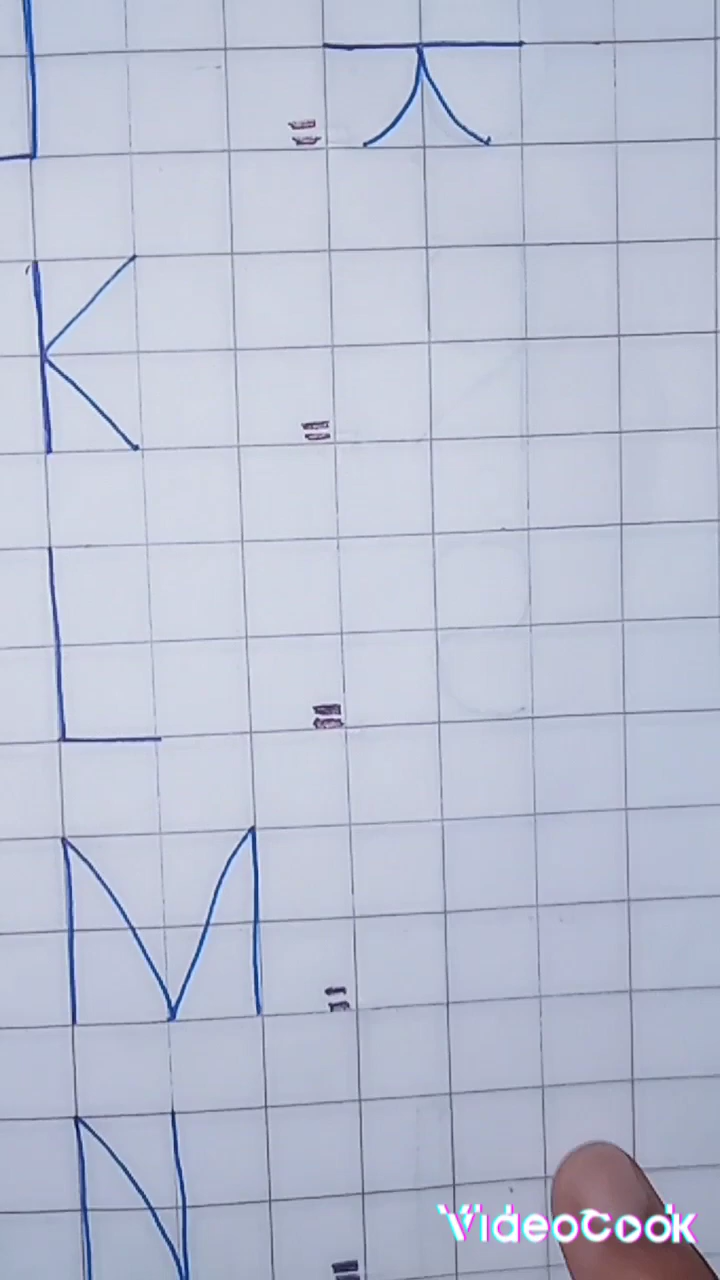 J = ㅈ
K =
L =
M =
N =
VideoCook